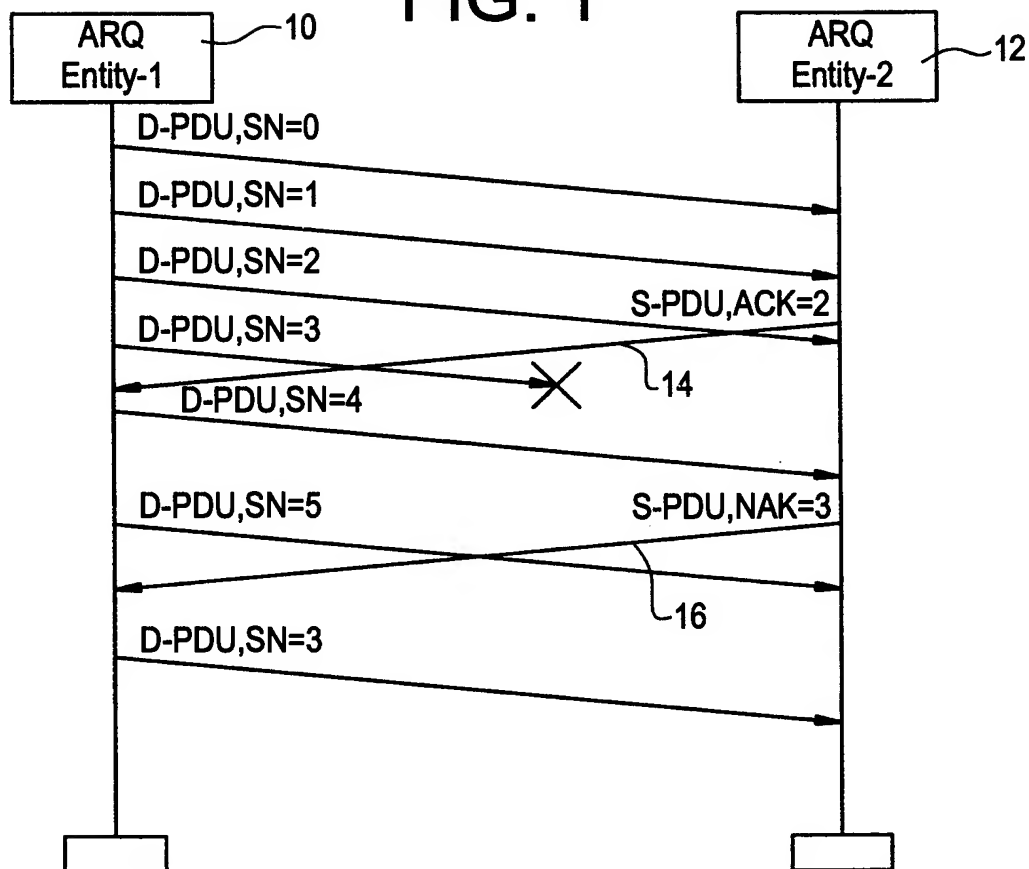 FIG. 1
ARQ
Entity-1
10
ARQ
Entity-2
12
D-PDU,SN=0
D-PDU,SN=1
D-PDU,SN=2
S-PDU,ACK=2
D-PDU,SN=3
14
D-PDU,SN=4
D-PDU,SN=5
S-PDU,NAK=3
16
D-PDU,SN=3